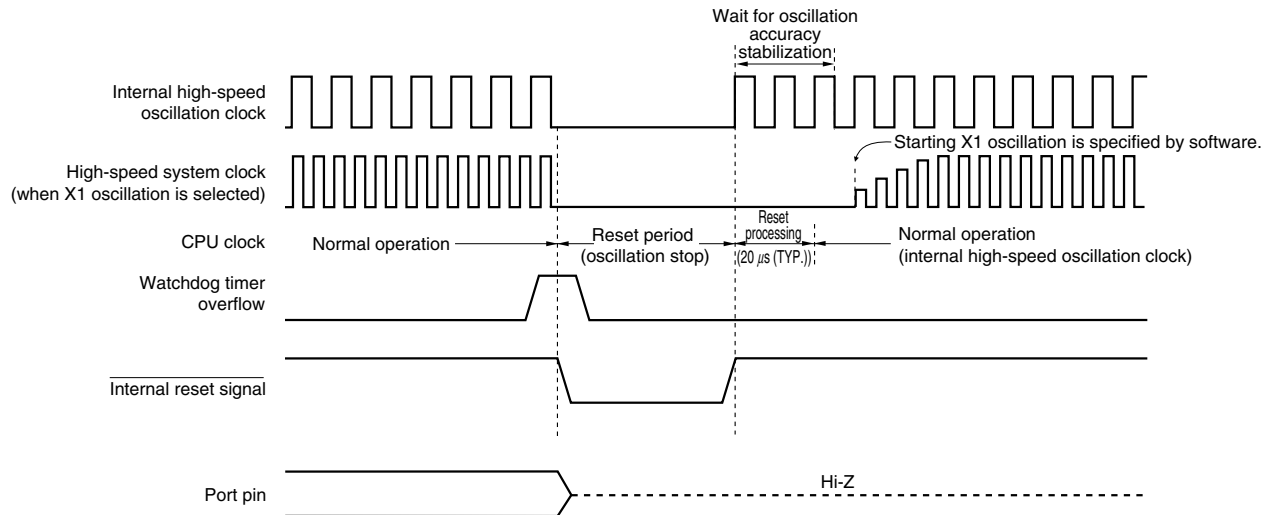 Wait for oscillation
accuracy
stabilization
Internal high-speed
oscillation clock
Starting X1 oscillation is specified by software.
High-speed system clock
(when X1 oscillation is selected)
CPU clock
Normal operation
Reset period
(oscillation stop)
Reset
processing
(20 μs (TYP.))
Normal operation
(internal high-speed oscillation clock)
Watchdog timer
overflow
Internal reset signal
Hi-Z
Port pin